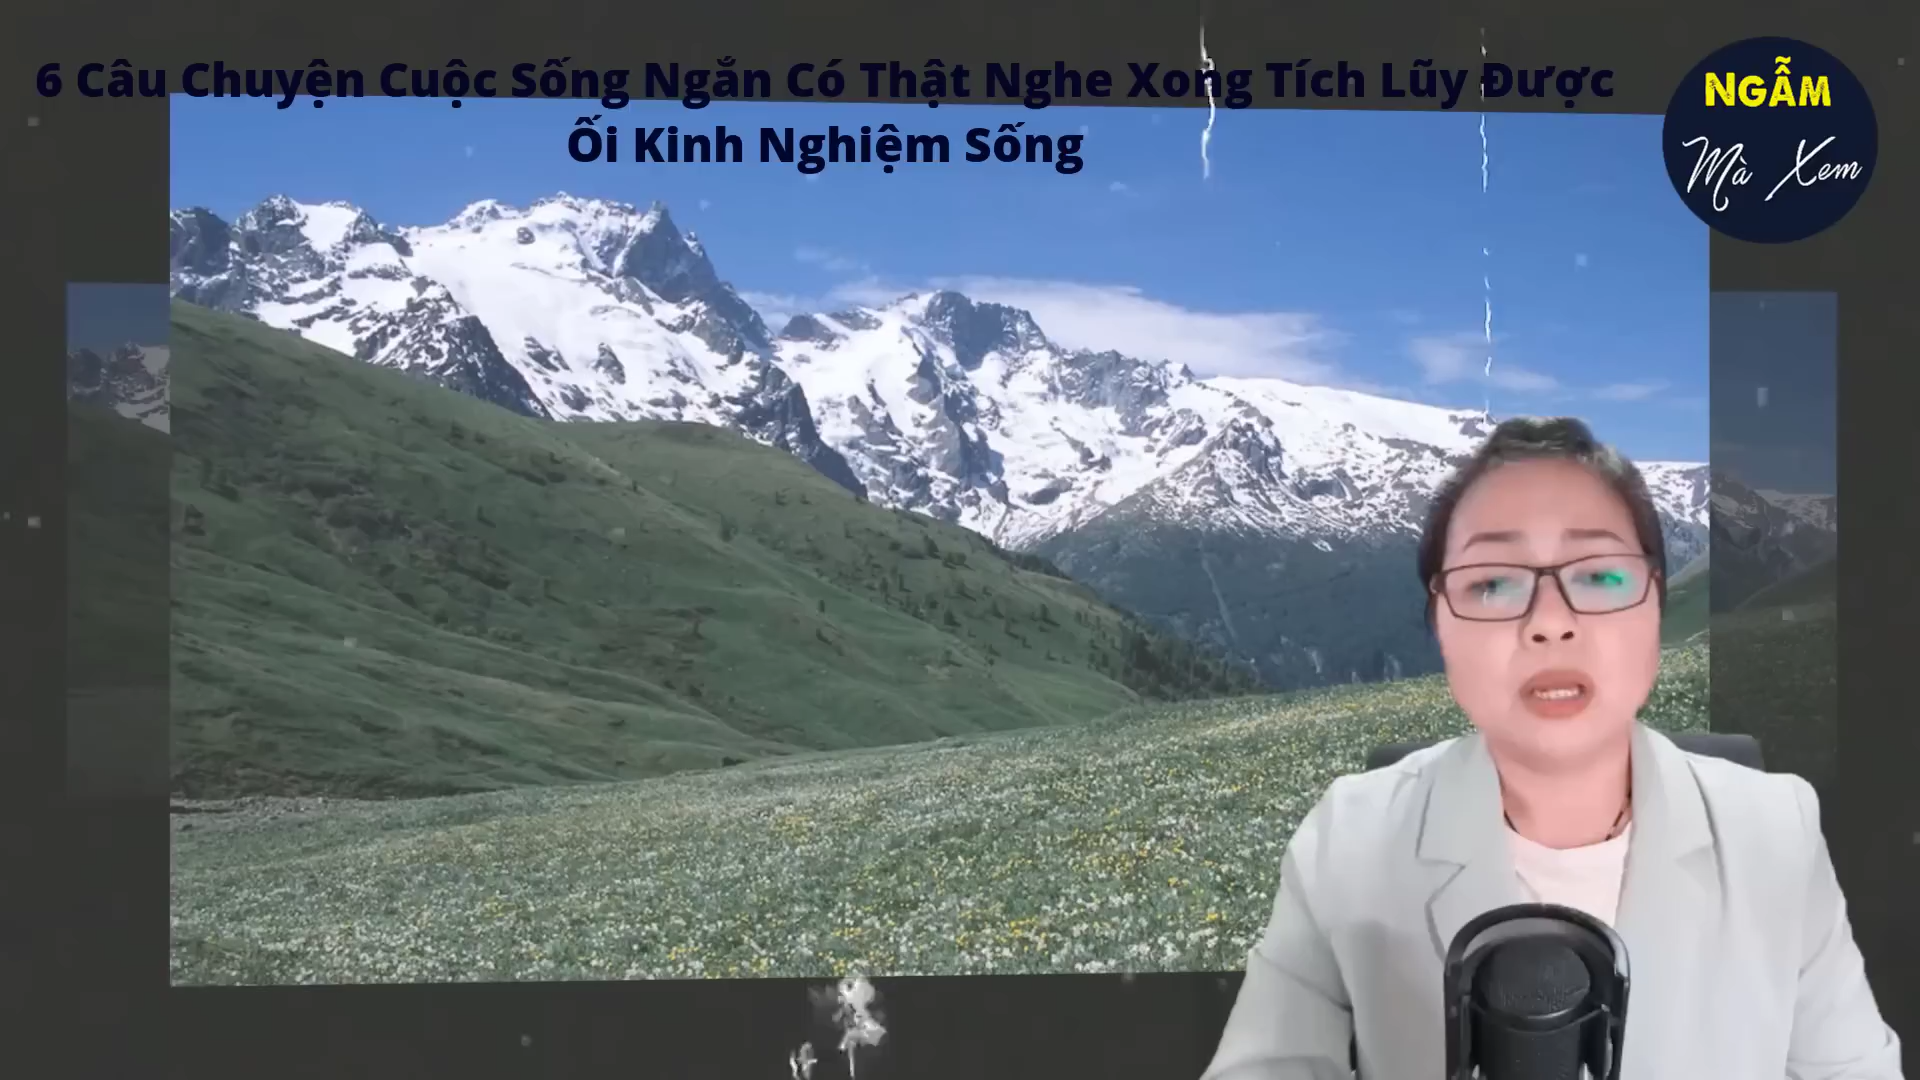 6 Câu Chuyện Cuộc Sống Ngắn Có Thật Nghe Xong Tích Lũy Được
Ối Kinh Nghiệm Sống
NGẪM
Mà Xem